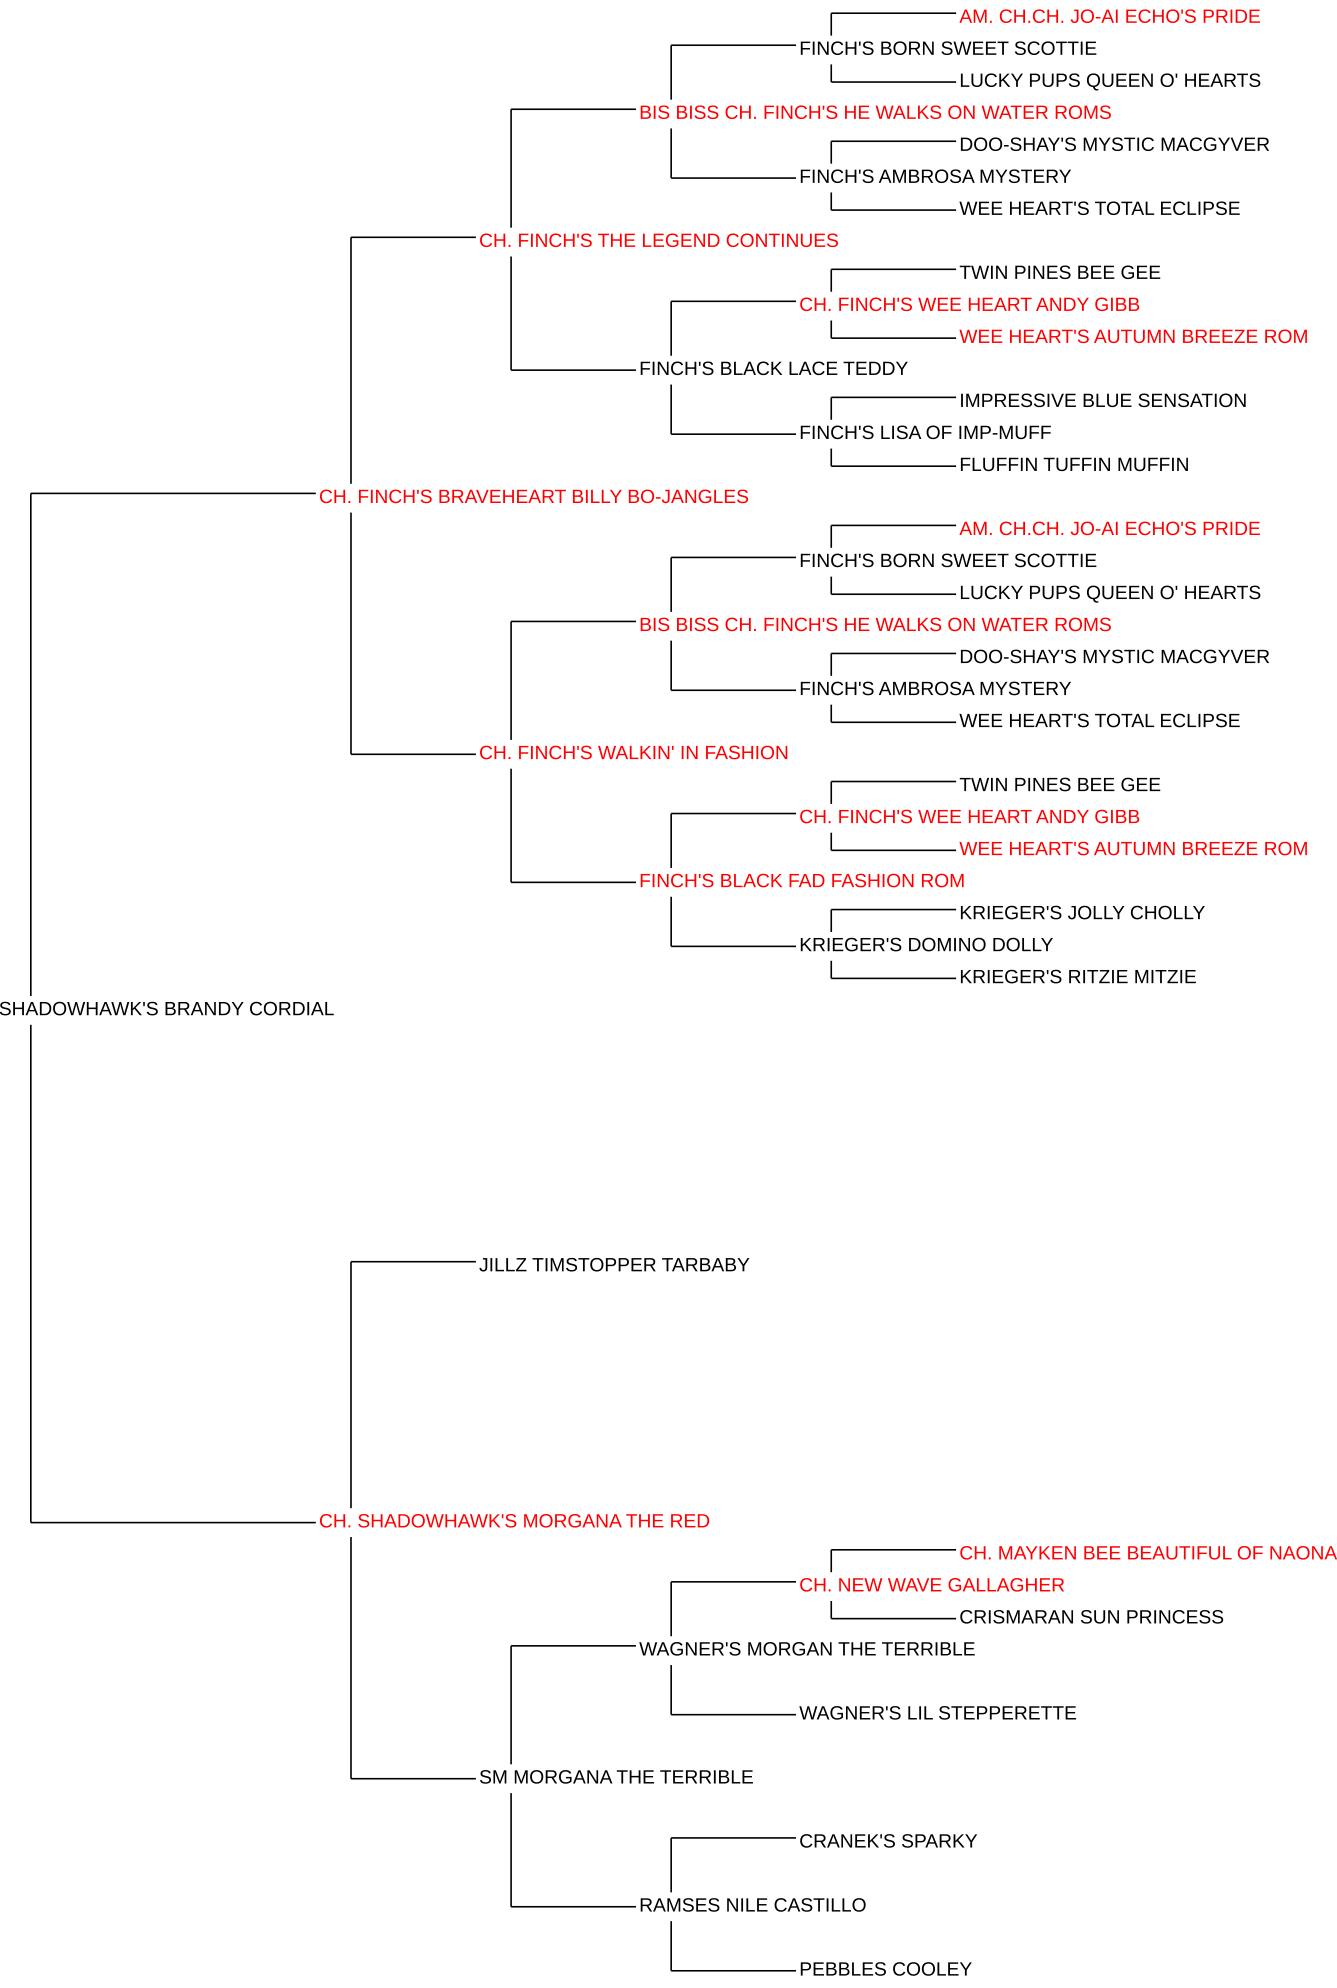 AM. CH.CH. JO-AI ECHO'S PRIDE
FINCH'S BORN SWEET SCOTTIE
LUCKY PUPS QUEEN O' HEARTS
BIS BISS CH. FINCH'S HE WALKS ON WATER ROMS
DOO-SHAY'S MYSTIC MACGYVER
FINCH'S AMBROSA MYSTERY
WEE HEART'S TOTAL ECLIPSE
CH. FINCH'S THE LEGEND CONTINUES
TWIN PINES BEE GEE
CH. FINCH'S WEE HEART ANDY GIBB
WEE HEART'S AUTUMN BREEZE ROM
FINCH'S BLACK LACE TEDDY
IMPRESSIVE BLUE SENSATION
FINCH'S LISA OF IMP-MUFF
FLUFFIN TUFFIN MUFFIN
CH. FINCH'S BRAVEHEART BILLY BO-JANGLES
AM. CH.CH. JO-AI ECHO'S PRIDE
FINCH'S BORN SWEET SCOTTIE
LUCKY PUPS QUEEN O' HEARTS
BIS BISS CH. FINCH'S HE WALKS ON WATER ROMS
DOO-SHAY'S MYSTIC MACGYVER
FINCH'S AMBROSA MYSTERY
WEE HEART'S TOTAL ECLIPSE
CH. FINCH'S WALKIN' IN FASHION
TWIN PINES BEE GEE
CH. FINCH'S WEE HEART ANDY GIBB
WEE HEART'S AUTUMN BREEZE ROM
FINCH'S BLACK FAD FASHION ROM
KRIEGER'S JOLLY CHOLLY
KRIEGER'S DOMINO DOLLY
KRIEGER'S RITZIE MITZIE
SHADOWHAWK'S BRANDY CORDIAL
JILLZ TIMSTOPPER TARBABY
CH. SHADOWHAWK'S MORGANA THE RED
CH. MAYKEN BEE BEAUTIFUL OF NAONA
CH. NEW WAVE GALLAGHER
CRISMARAN SUN PRINCESS
WAGNER'S MORGAN THE TERRIBLE
WAGNER'S LIL STEPPERETTE
SM MORGANA THE TERRIBLE
CRANEK'S SPARKY
RAMSES NILE CASTILLO
PEBBLES COOLEY